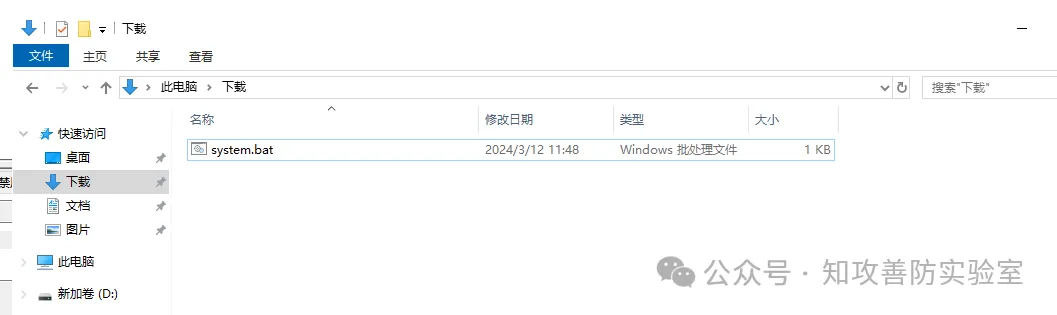 下载
文件 主页 共享 查看
此电脑 › 下载 搜索"下载"
名称 修改日期 类型 大小
快速访问
system.bat 2024/3/12 11:48 Windows 批处理文件 1 KB
桌面
下载
文档
图片
此电脑
公众号 · 知攻善防实验室
新加卷 (D:)